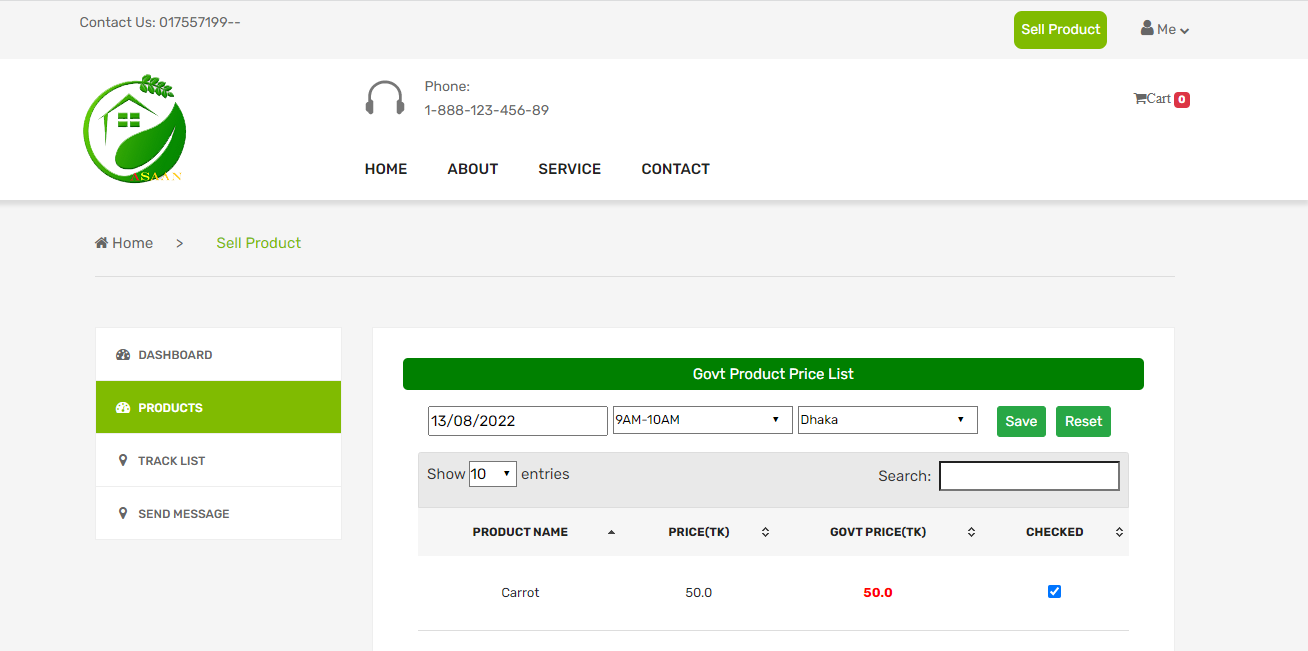 Contact Us: 017557199--
Sell Product
Me
Phone:
1-888-123-456-89
Cart 0
ASAAN
HOME ABOUT SERVICE CONTACT
Home > Sell Product
DASHBOARD
PRODUCTS
TRACK LIST
SEND MESSAGE
Govt Product Price List
13/08/2022 9AM-10AM Dhaka Save Reset
Show 10 entries Search:
PRODUCT NAME PRICE(TK) GOVT PRICE(TK) CHECKED
Carrot 50.0 50.0